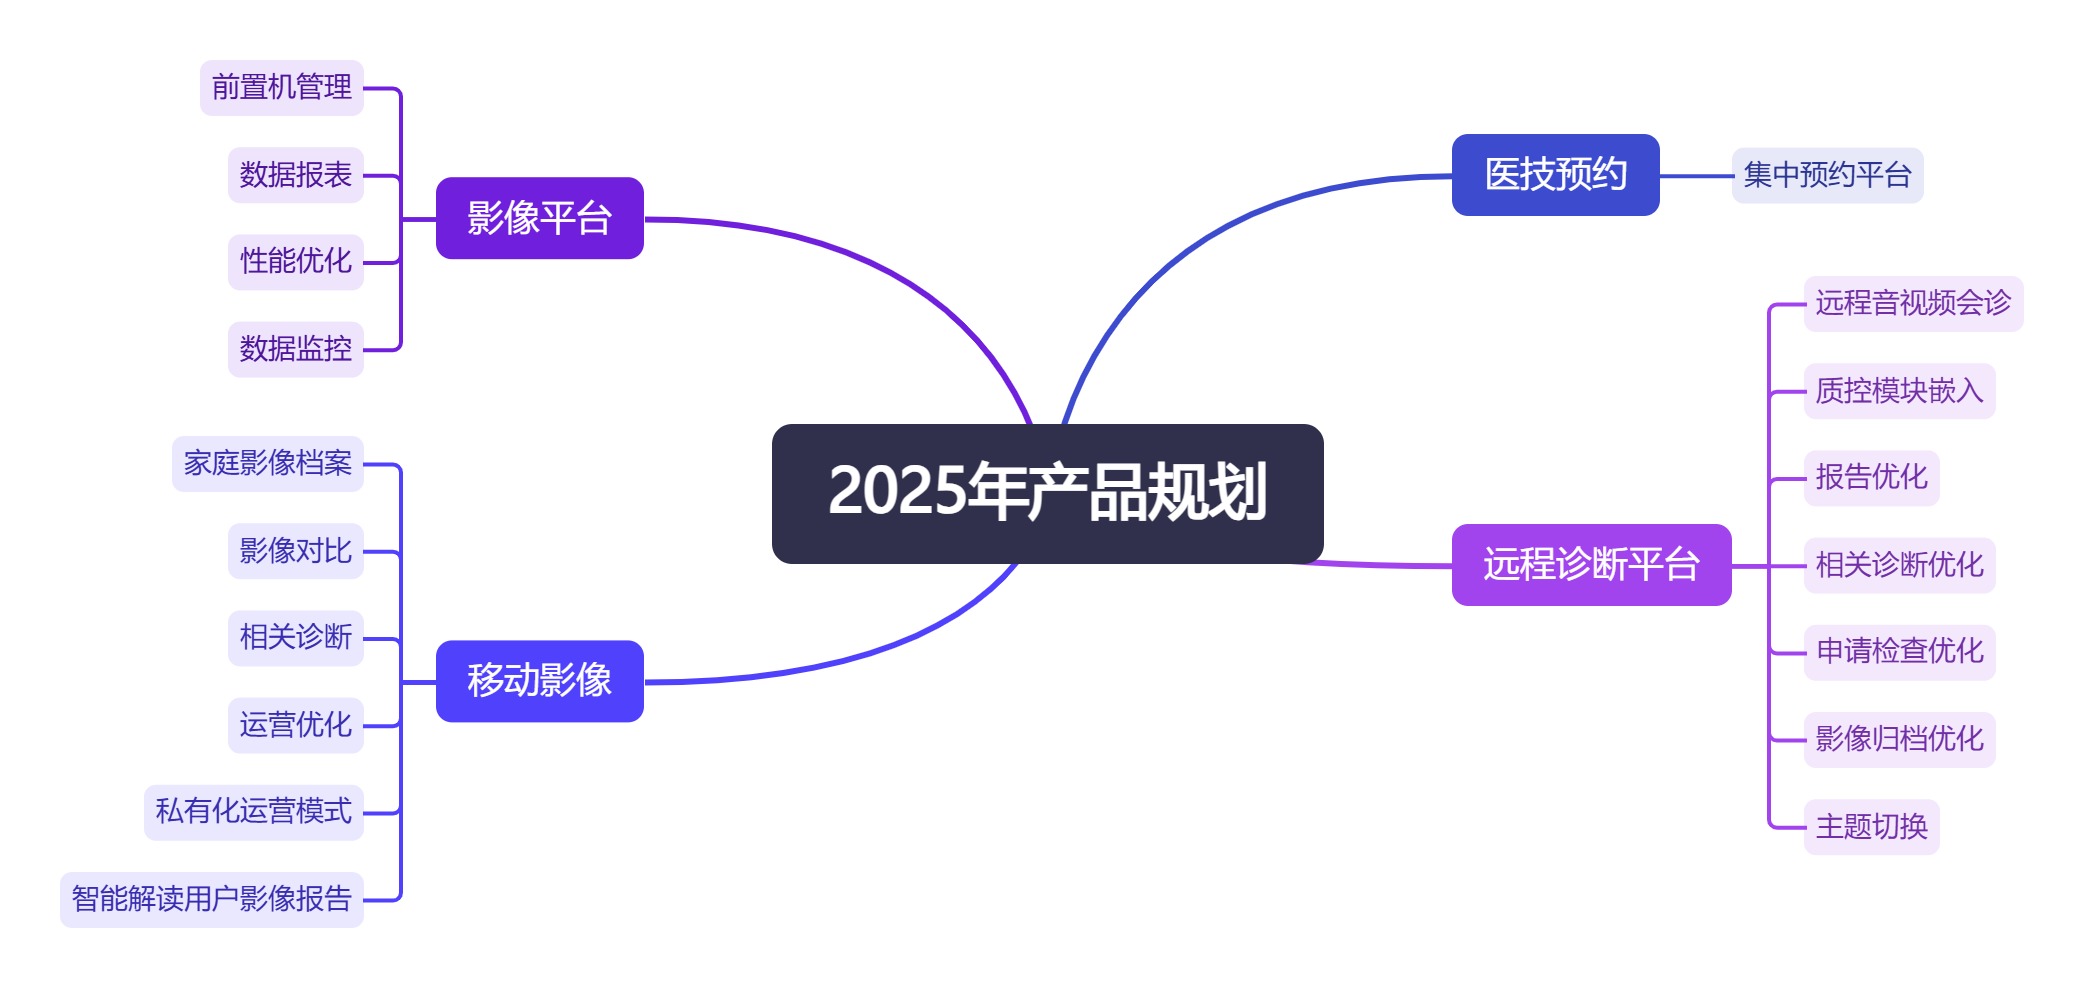 2025年产品规划
医技预约
集中预约平台
远程诊断平台
远程音视频会诊
质控模块嵌入
报告优化
相关诊断优化
申请检查优化
影像归档优化
主题切换
影像平台
前置机管理
数据报表
性能优化
数据监控
移动影像
家庭影像档案
影像对比
相关诊断
运营优化
私有化运营模式
智能解读用户影像报告